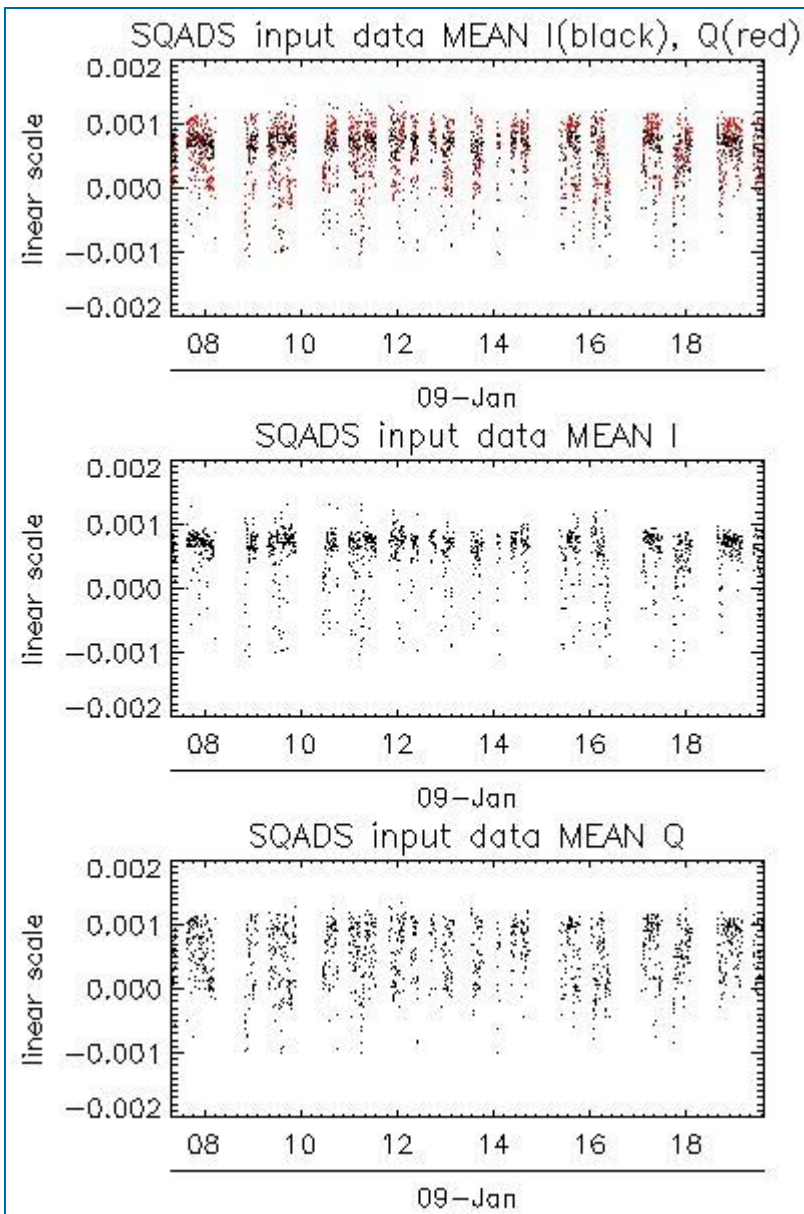 SQADS input data MEAN I(black), Q(red)
linear scale
0.002
0.001
0.000
−0.001
−0.002
08 10 12 14 16 18
09−Jan
SQADS input data MEAN I
linear scale
0.002
0.001
0.000
−0.001
−0.002
08 10 12 14 16 18
09−Jan
SQADS input data MEAN Q
linear scale
0.002
0.001
0.000
−0.001
−0.002
08 10 12 14 16 18
09−Jan